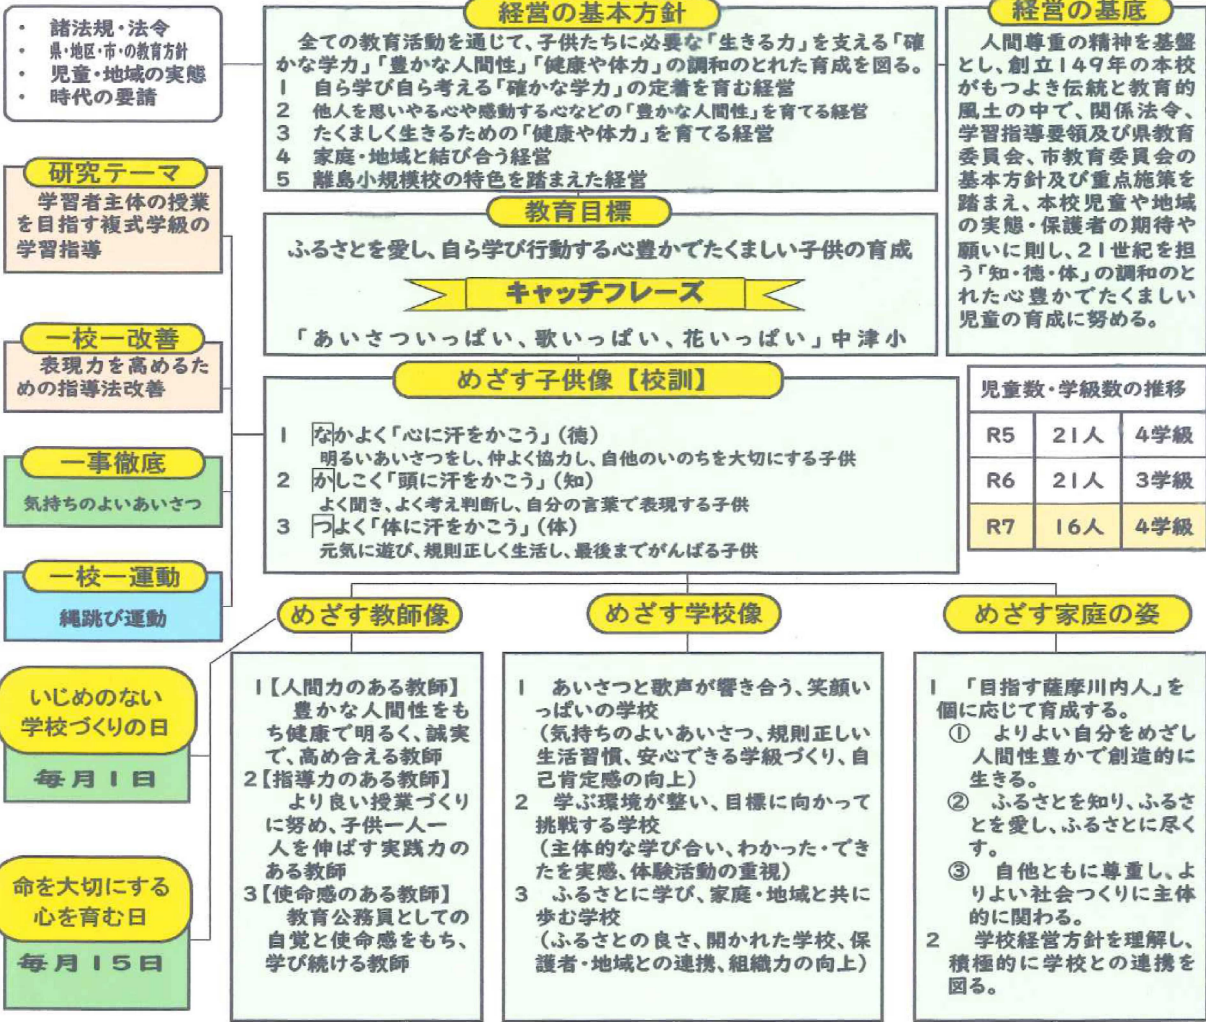 ・ 諸法規・法令
・ 県・地区・市・の教育方針
・ 児童・地域の実態
・ 時代の要請
経営の基本方針
全ての教育活動を通じて、子供たちに必要な「生きる力」を支える「確
かな学力」「豊かな人間性」「健康や体力」の調和のとれた育成を図る。
1 自ら学び自ら考える「確かな学力」の定着を育む経営
2 他人を思いやる心や感動する心などの「豊かな人間性」を育てる経営
3 たくましく生きるための「健康や体力」を育てる経営
4 家庭・地域と結び合う経営
5 離島小規模校の特色を踏まえた経営
経営の基底
人間尊重の精神を基盤
とし、創立149年の本校
がもつよき伝統と教育的
風土の中で、関係法令、
学習指導要領及び県教育
委員会、市教育委員会の
基本方針及び重点施策を
踏まえ、本校児童や地域
の実態・保護者の期待や
願いに則し、21世紀を担
う「知・徳・体」の調和のと
れた心豊かでたくましい
児童の育成に努める。
研究テーマ
学習者主体の授業
を目指す複式学級の
学習指導
教育目標
ふるさとを愛し、自ら学び行動する心豊かでたくましい子供の育成
キャッチフレーズ
「あいさついっぱい、歌いっぱい、花いっぱい」中津小
一校一改善
表現力を高めるた
めの指導法改善
めざす子供像【校訓】
1 なかよく「心に汗をかこう」(徳)
明るいあいさつをし、仲よく協力し、自他のいのちを大切にする子供
2 かしこく「頭に汗をかこう」(知)
よく聞き、よく考え判断し、自分の言葉で表現する子供
3 つよく「体に汗をかこう」(体)
元気に遊び、規則正しく生活し、最後までがんばる子供
児童数・学級数の推移
R5 21人 4学級
R6 21人 3学級
R7 16人 4学級
一事徹底
気持ちのよいあいさつ
一校一運動
縄跳び運動
いじめのない
学校づくりの日
毎月1日
命を大切にする
心を育む日
毎月15日
めざす教師像
1【人間力のある教師】
豊かな人間性をも
ち健康で明るく、誠実
で、高め合える教師
2【指導力のある教師】
より良い授業づくり
に努め、子供一人一
人を伸ばす実践力の
ある教師
3【使命感のある教師】
教育公務員としての
自覚と使命感をもち、
学び続ける教師
めざす学校像
1 あいさつと歌声が響き合う、笑顔い
っぱいの学校
(気持ちのよいあいさつ、規則正しい
生活習慣、安心できる学級づくり、自
己肯定感の向上)
2 学ぶ環境が整い、目標に向かって
挑戦する学校
(主体的な学び合い、わかった・でき
たを実感、体験活動の重視)
3 ふるさとに学び、家庭・地域と共に
歩む学校
(ふるさとの良さ、開かれた学校、保
護者・地域との連携、組織力の向上)
めざす家庭の姿
1 「目指す薩摩川内人」を
個に応じて育成する。
① よりよい自分をめざし
人間性豊かで創造的に
生きる。
② ふるさとを知り、ふるさ
とを愛し、ふるさとに尽く
す。
③ 自他ともに尊重し、よ
りよい社会つくりに主体
的に関わる。
2 学校経営方針を理解し、
積極的に学校との連携を
図る。